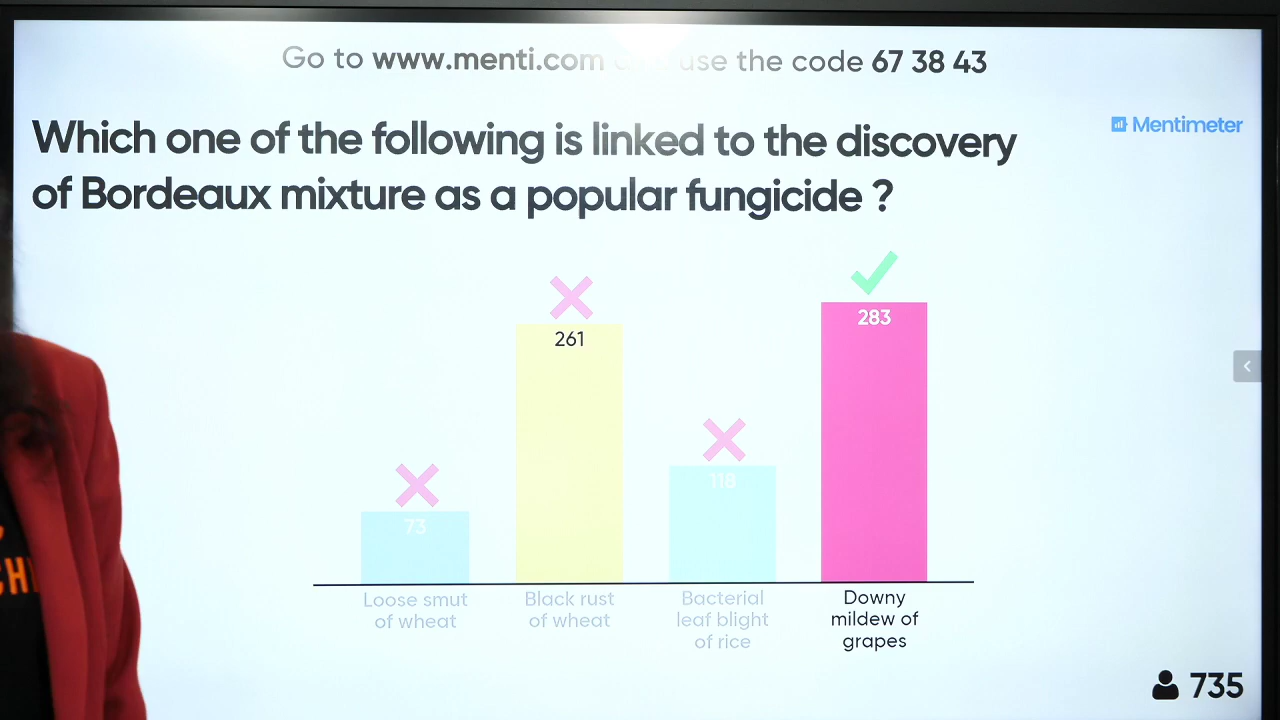 Go to www.menti.com use the code 67 38 43
Which one of the following is linked to the discovery
of Bordeaux mixture as a popular fungicide ?
Mentimeter
283
261
118
73
Loose smut
of wheat
Black rust
of wheat
Bacterial
leaf blight
of rice
Downy
mildew of
grapes
735